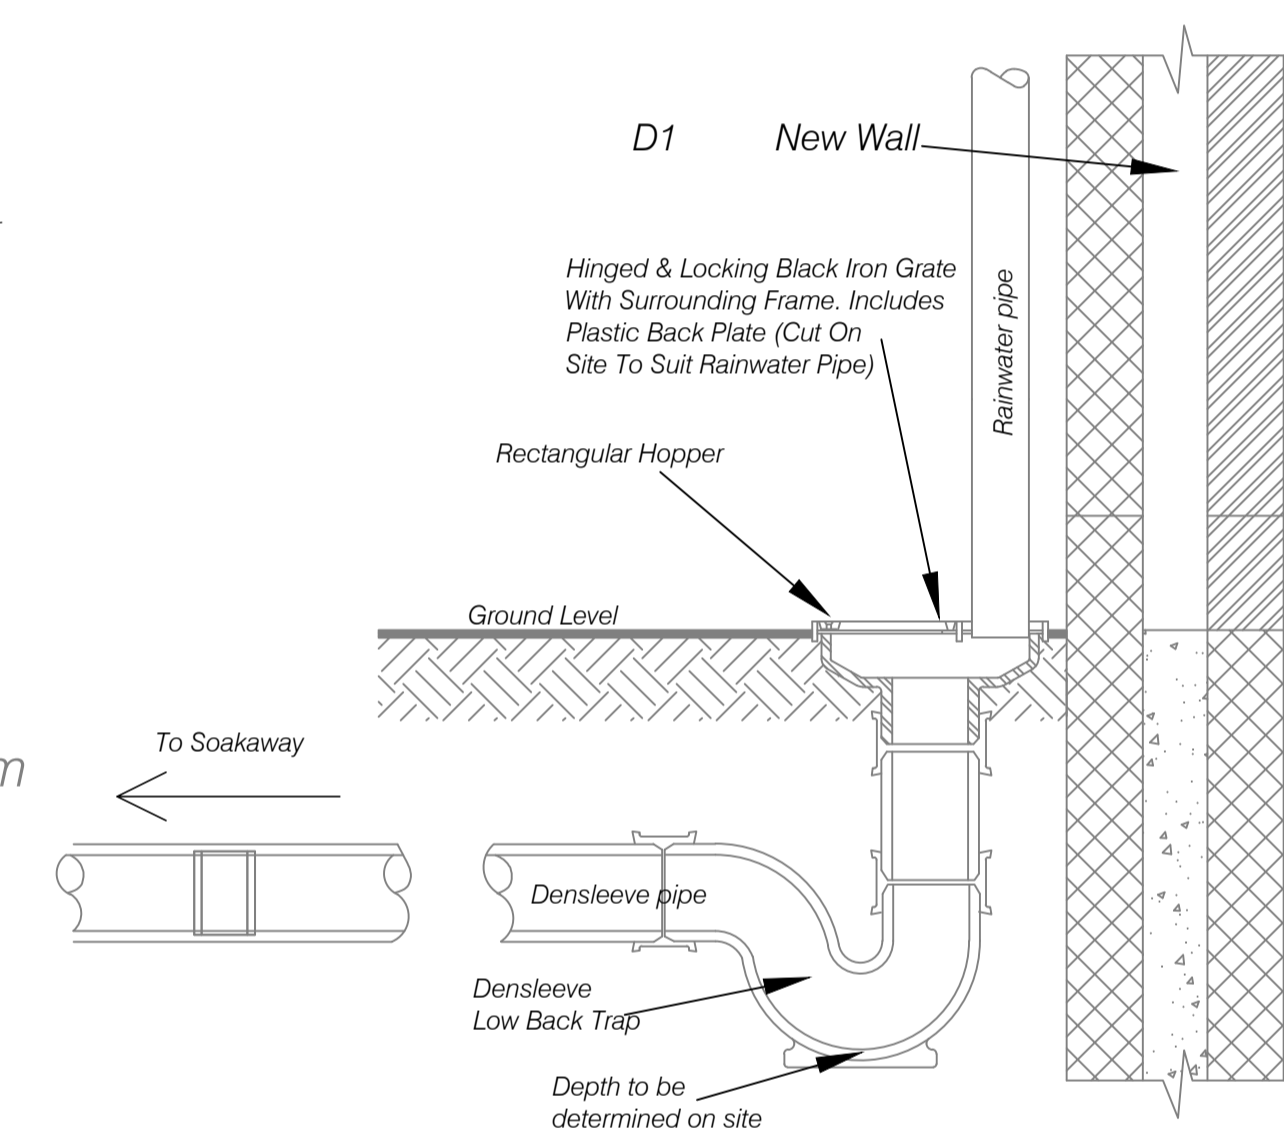 D1 New Wall
Hinged & Locking Black Iron Grate
With Surrounding Frame. Includes
Plastic Back Plate (Cut On
Site To Suit Rainwater Pipe)
Rainwater pipe
Rectangular Hopper
Ground Level
To Soakaway
m
Densleeve pipe
Densleeve
Low Back Trap
Depth to be
determined on site